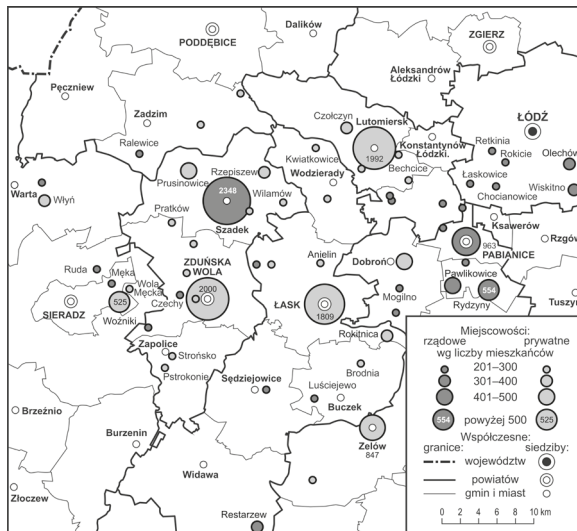 Dalików
PODDĘBICE
ZGIERZ
Pęczniew
Aleksandrów
Łódzki
Zadzim
Czołczyn
Lutomiersk
ŁÓDŹ
Konstantynów
Łódzki.
1992
Retkinia
Ralewice
Kwiatkowice
Rokicie
Olechów
Rzepiszew
Wodzierady
Bechcice
Łaskowice
Prusinowice
Warta
2348
Wilamów
Chocianowice
Wiskitno
Włyń
Pratków
Szadek
Ksawerów
963
PABIANICE
Rzgów
Anielin
Dobroń
ZDUŃSKA
WOLA
Ruda
Męka
Pawlikowice
2000
Wola
Męcka
525
Czechy
ŁASK
Mogilno
554
Tuszyn
SIERADZ
Woźniki
1809
Rydzyny
Rokitnica
Zapolice
Strońsko
Pstrokonie
Brodnia
Sędziejowice
Luściejewo
Buczek
Brzeźnio
Burzenin
Zelów
847
Widawa
Złoczew
Restarzew
Miejscowości:
rządowe prywatne
wg liczby mieszkańców
201–300
301–400
401–500
554 powyżej 500 525
Współczesne:
granice: siedziby:
województw
powiatów
gmin i miast
0 2 4 6 8 10 km